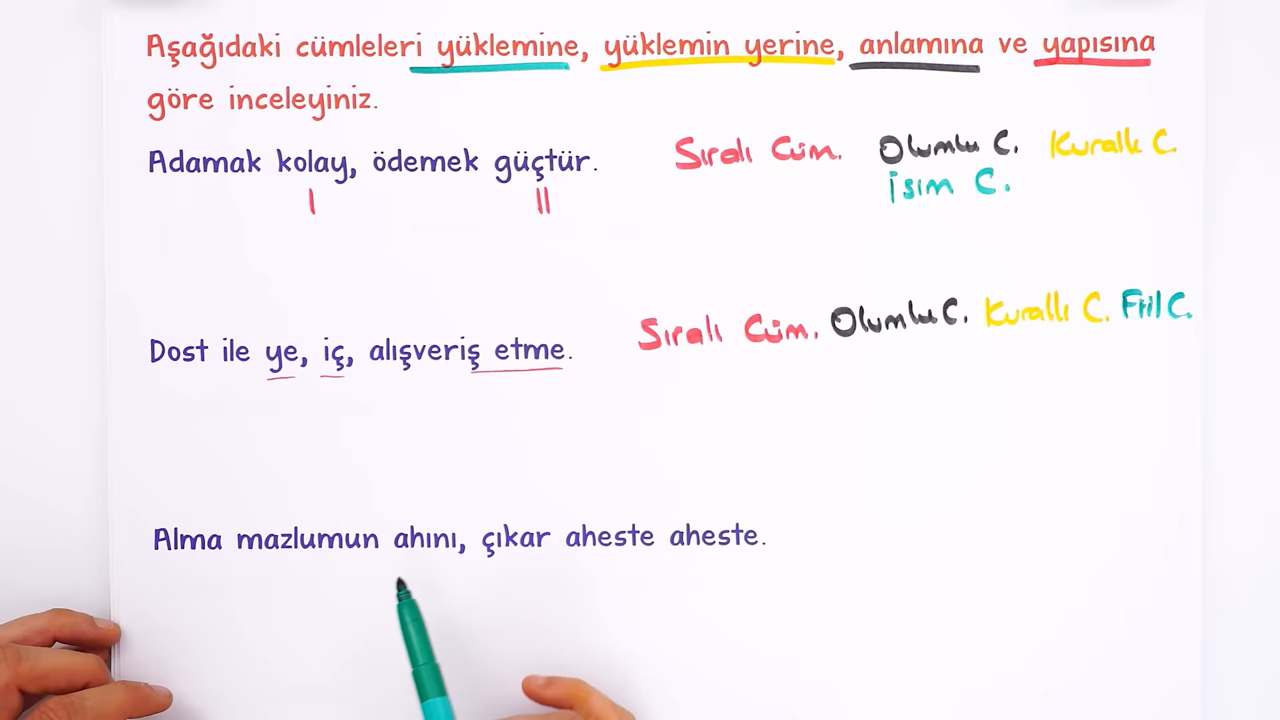 Aşağıdaki cümleleri yüklemine, yüklemin yerine, anlamına ve yapısına
göre inceleyiniz.
Adamak kolay, ödemek güçtür.
I II
Sıralı Cüm. Olumlu C. Kurallı C.
İsim C.
Dost ile ye, iç, alışveriş etme.
Sıralı Cüm. Olumlu C. Kurallı C. Fiil C.
Alma mazlumun ahını, çıkar aheste aheste.